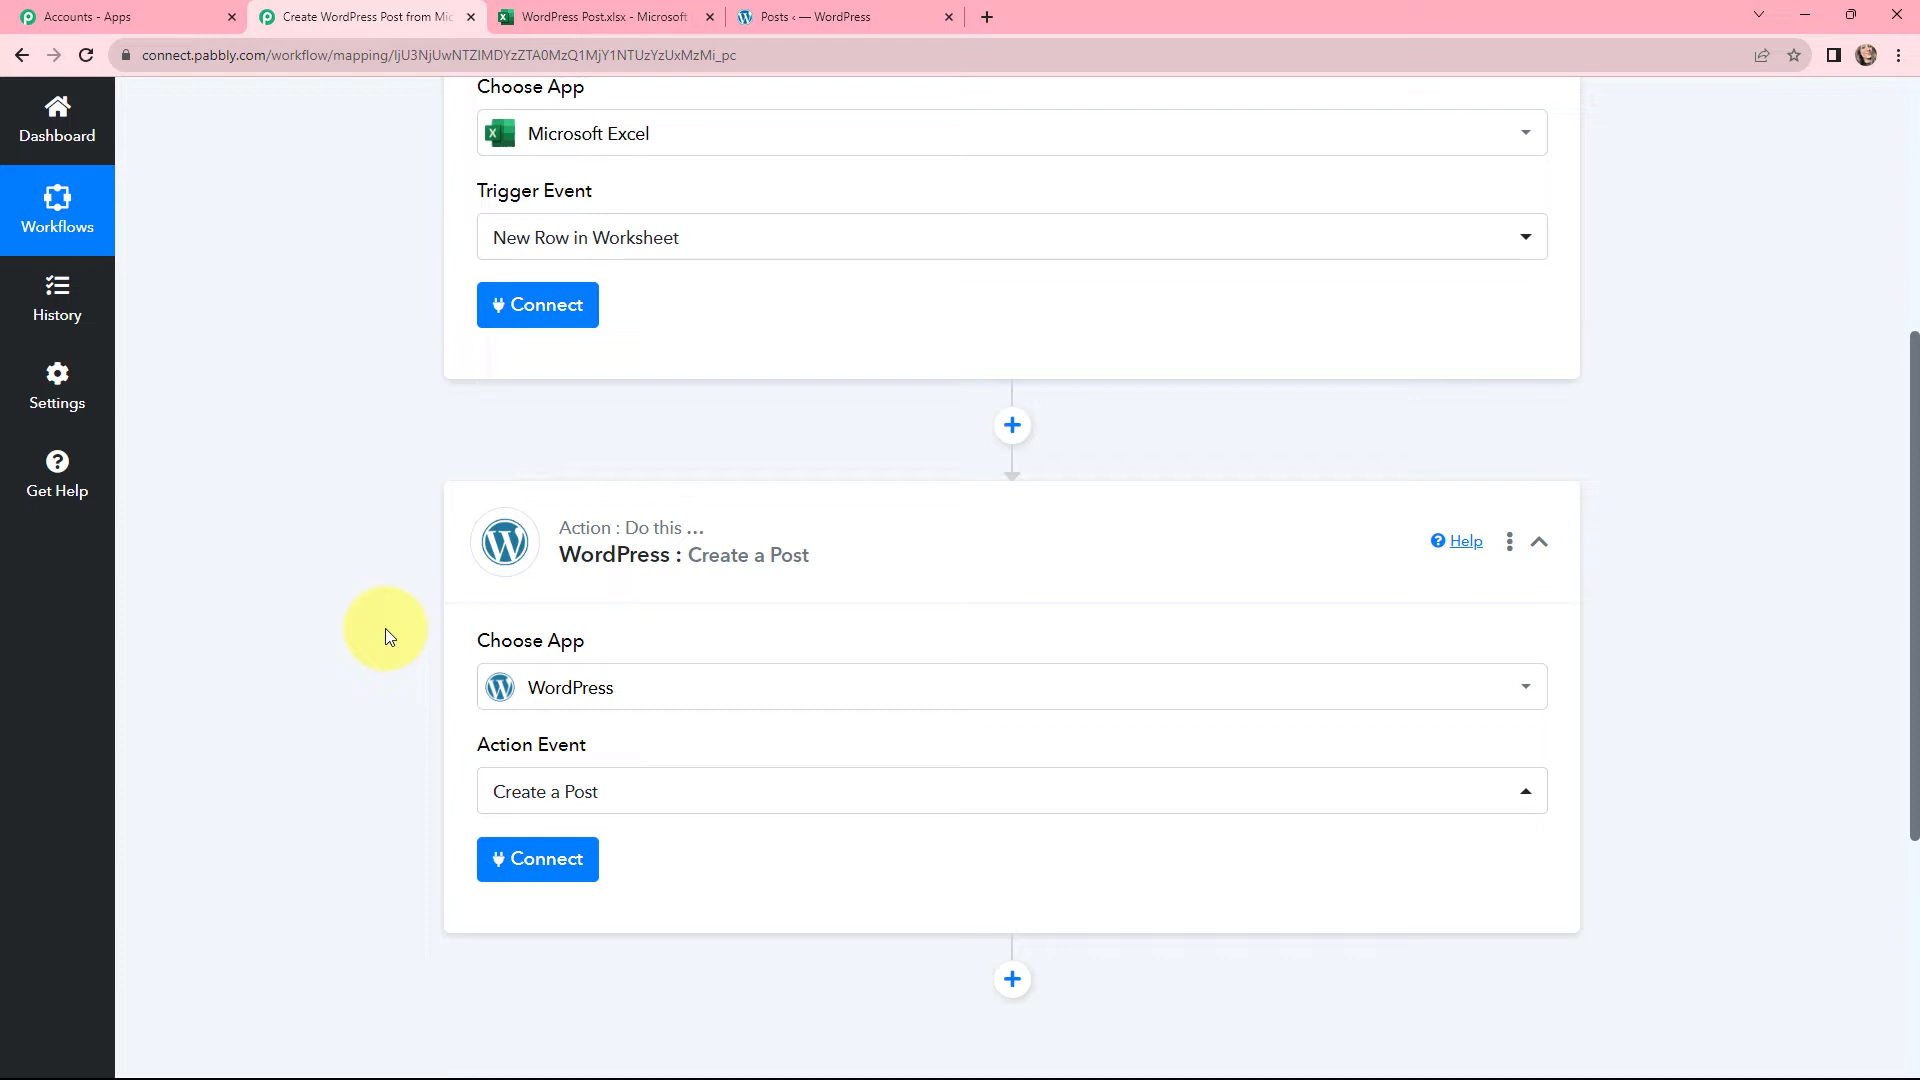 Accounts - Apps
Create WordPress Post from Mic
WordPress Post.xlsx - Microsoft
Posts ‹ — WordPress
connect.pabbly.com/workflow/mapping/IjU3NjUwNTZlMDYzZTA0MzQ1MjY1NTUzYzUxMzMi_pc
Dashboard
Workflows
History
Settings
Get Help
Choose App
Microsoft Excel
Trigger Event
New Row in Worksheet
Connect
Action : Do this ...
WordPress : Create a Post
Help
Choose App
WordPress
Action Event
Create a Post
Connect